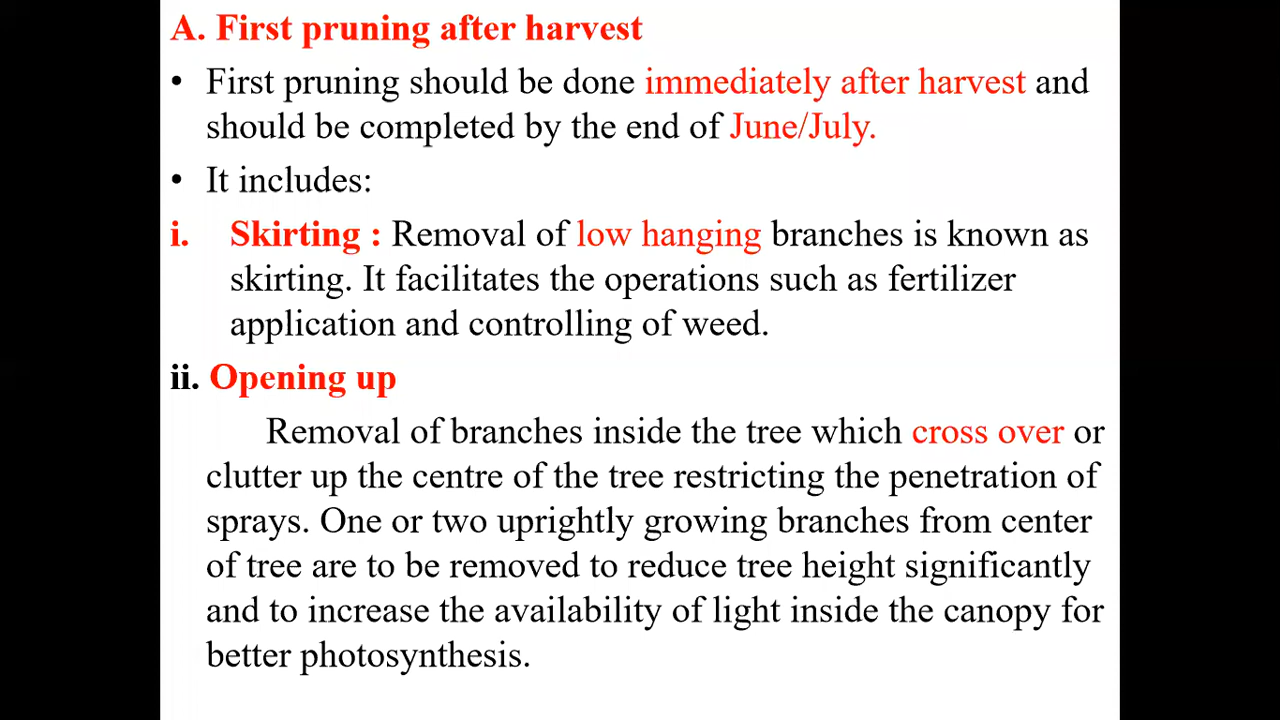 A. First pruning after harvest
• First pruning should be done immediately after harvest and
should be completed by the end of June/July.
• It includes:
i. Skirting : Removal of low hanging branches is known as
skirting. It facilitates the operations such as fertilizer
application and controlling of weed.
ii. Opening up
Removal of branches inside the tree which cross over or
clutter up the centre of the tree restricting the penetration of
sprays. One or two uprightly growing branches from center
of tree are to be removed to reduce tree height significantly
and to increase the availability of light inside the canopy for
better photosynthesis.